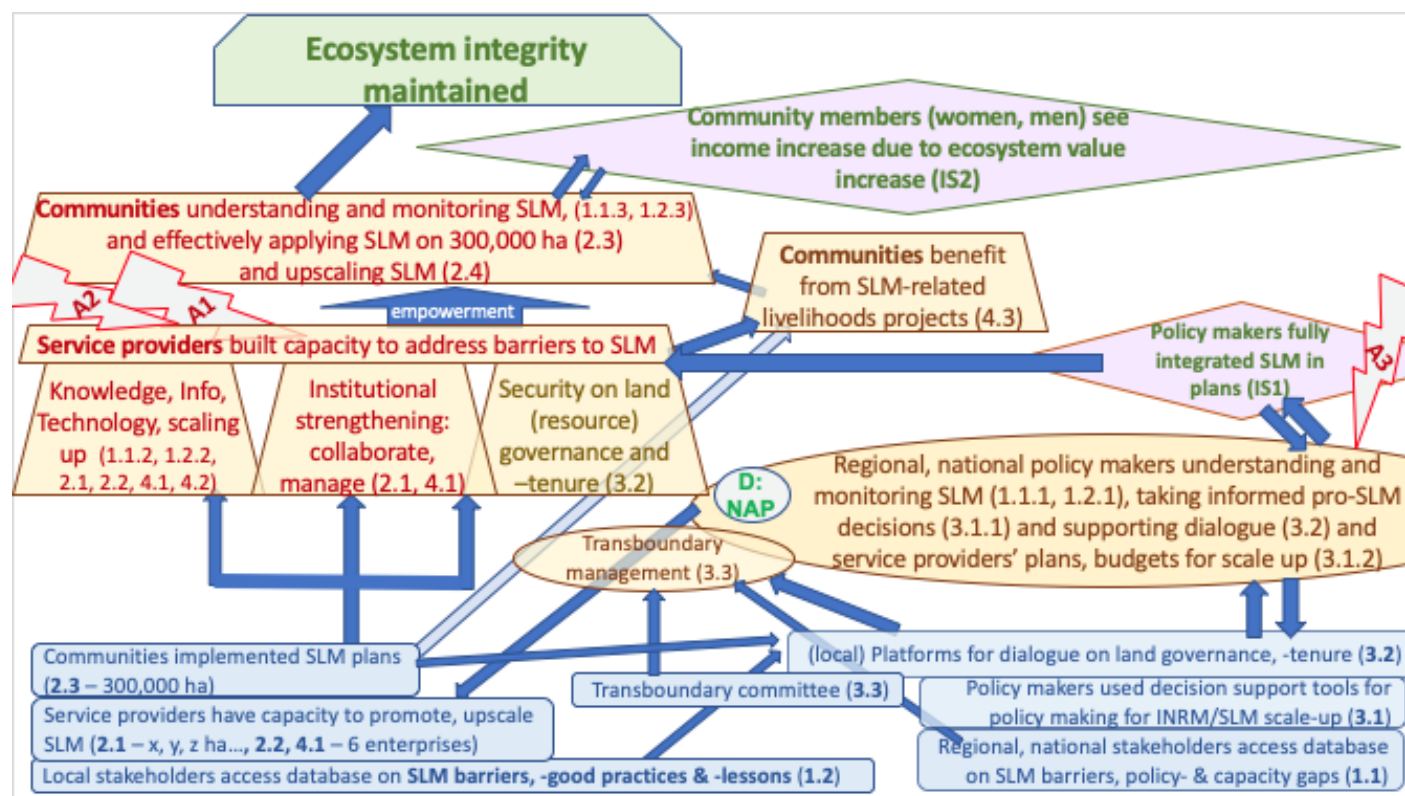 Ecosystem integrity
maintained
Community members (women, men) see
income increase due to ecosystem value
increase (IS2)
Communities understanding and monitoring SLM, (1.1.3, 1.2.3)
and effectively applying SLM on 300,000 ha (2.3)
and upscaling SLM (2.4)
Communities benefit
from SLM-related
livelihoods projects (4.3)
A2
A1
empowerment
A3
Service providers built capacity to address barriers to SLM
Policy makers fully
integrated SLM in
plans (IS1)
Knowledge, Info,
Technology, scaling
up (1.1.2, 1.2.2,
2.1, 2.2, 4.1, 4.2)
Institutional
strengthening:
collaborate,
manage (2.1, 4.1)
Security on land
(resource)
governance and
–tenure (3.2)
D:
NAP
Regional, national policy makers understanding and
monitoring SLM (1.1.1, 1.2.1), taking informed pro-SLM
decisions (3.1.1) and supporting dialogue (3.2) and
service providers’ plans, budgets for scale up (3.1.2)
Transboundary
management (3.3)
Communities implemented SLM plans
(2.3 – 300,000 ha)
(local) Platforms for dialogue on land governance, -tenure (3.2)
Transboundary committee (3.3)
Policy makers used decision support tools for
policy making for INRM/SLM scale-up (3.1)
Service providers have capacity to promote, upscale
SLM (2.1 – x, y, z ha..., 2.2, 4.1 – 6 enterprises)
Regional, national stakeholders access database
on SLM barriers, policy- & capacity gaps (1.1)
Local stakeholders access database on SLM barriers, -good practices & -lessons (1.2)